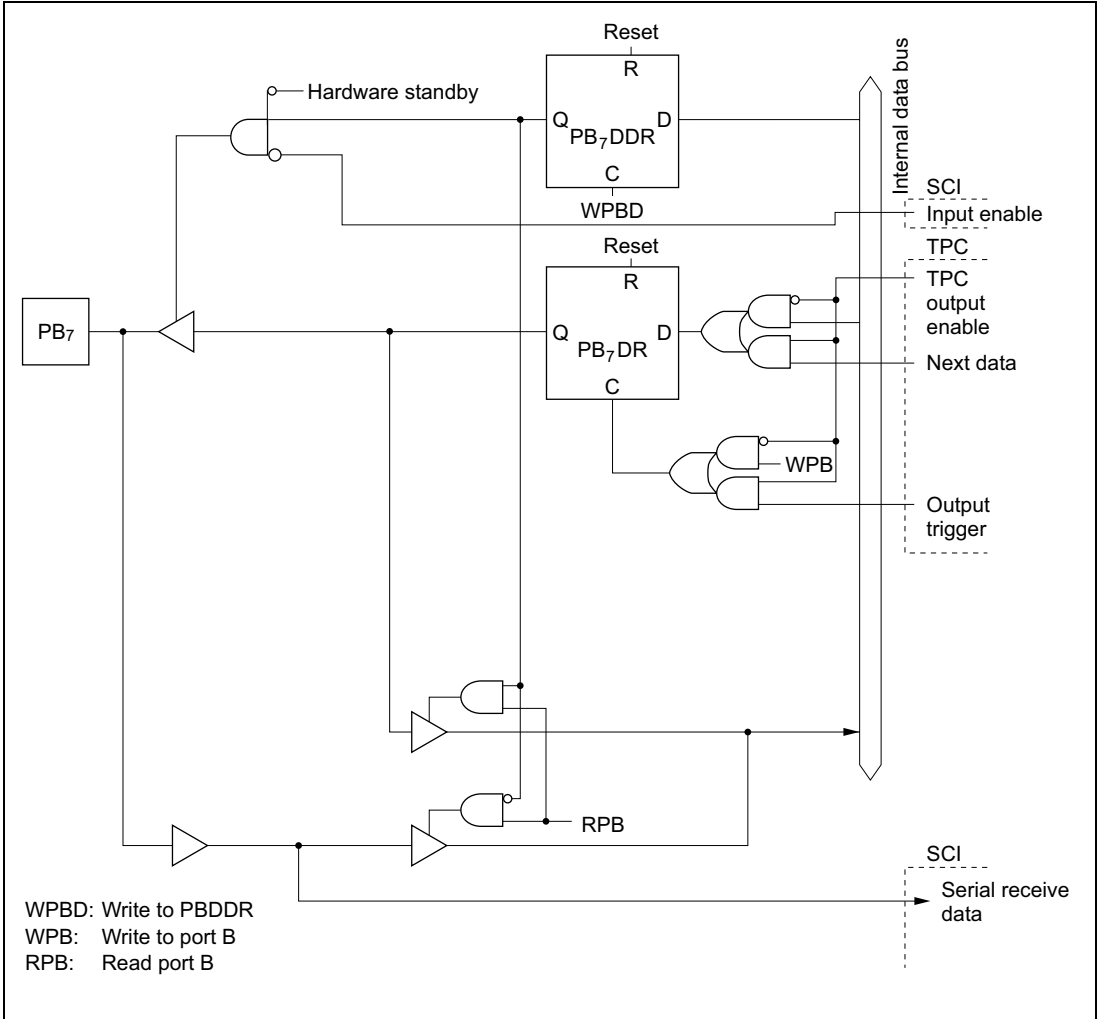 Reset
R
Hardware standby
Q
D
PB7DDR
C
WPBD
Internal data bus
SCI
Input enable
TPC
Reset
R
TPC
output
enable
PB7
Q
D
PB7DR
C
Next data
WPB
Output
trigger
RPB
SCI
Serial receive
data
WPBD: Write to PBDDR
WPB: Write to port B
RPB: Read port B